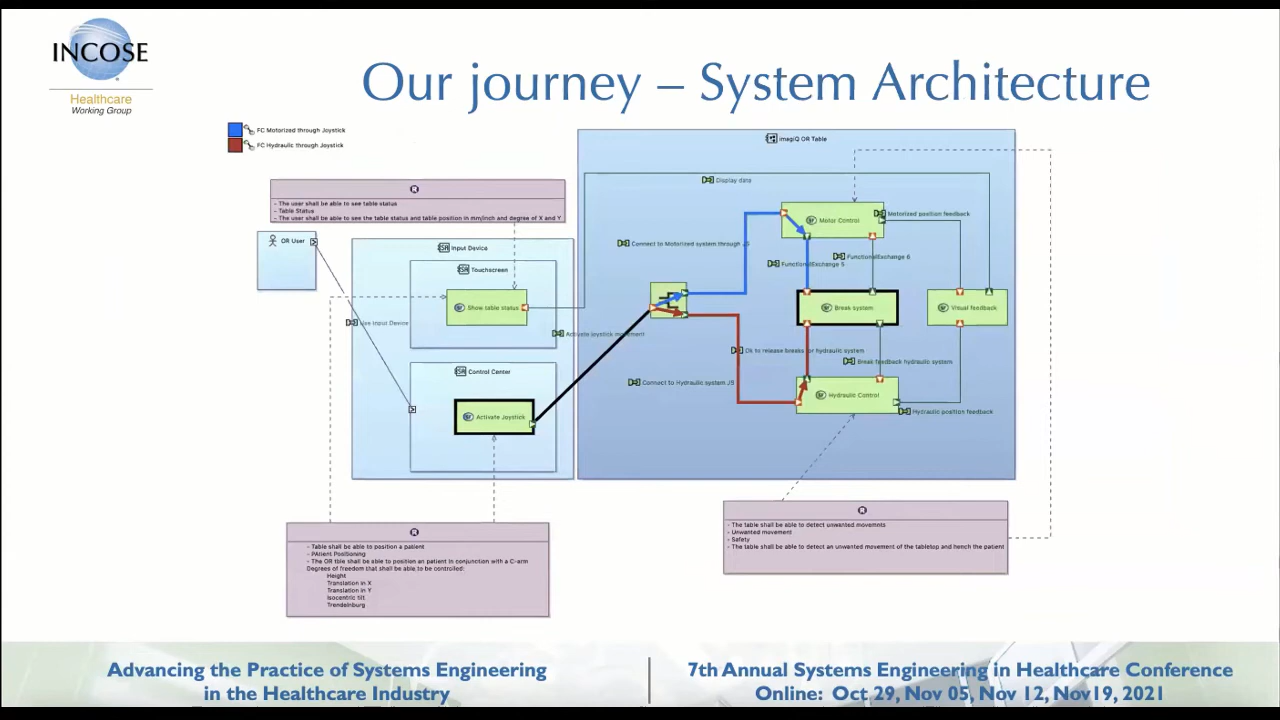 INCOSE
Healthcare
Working Group
Our journey – System Architecture
FC Motorized through Joystick
FC Hydraulic through Joystick
imagiQ OR Table
Display data
- The user shall be able to see table status
- Table Status
- The user shall be able to see the table status and table position in mm/inch and degree of X and Y
OR User
Input Device
Touchscreen
Show table status
Use Input Device
Activate joystick movement
Control Center
Activate Joystick
Connect to Motorized system through
Motor Control
Motorized position feedback
FunctionalExchange 5
FunctionalExchange 6
Break system
Visual feedback
Ok to release breaks for hydraulic system
Break feedback hydraulic system
Connect to Hydraulic system J9
Hydraulic Control
Hydraulic position feedback
- Table shall be able to position a patient
- PAtient Positioning
- The OR tble shall be able to position an patient in conjunction with a C-arm
Degrees of freedom that shall be able to be controlled:
Height
Translation in X
Translation in Y
Isocentric tilt
Trendelnburg
- The table shall be able to detect unwanted movemnts
- Unwanted movement
- Safety
- The table shall be able to detect an unwanted movement of the tabletop and hench the patient
Advancing the Practice of Systems Engineering
in the Healthcare Industry
7th Annual Systems Engineering in Healthcare Conference
Online: Oct 29, Nov 05, Nov 12, Nov19, 2021